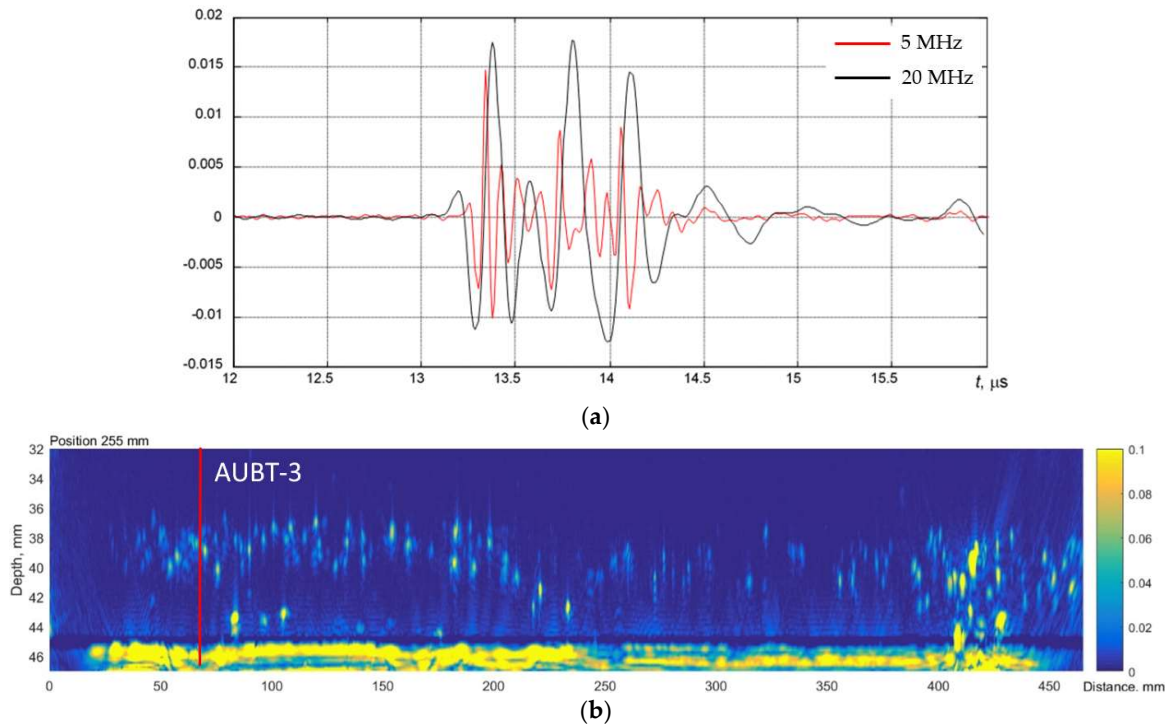 0.02
0.015
0.01
0.005
0
-0.005
-0.01
-0.015
5 MHz
20 MHz
12 12.5 13 13.5 14 14.5 15 15.5 t, μs
(a)
Position 255 mm
AUBT-3
Depth, mm
32
34
36
38
40
42
44
46
0.1
0.08
0.06
0.04
0.02
0
0 50 100 150 200 250 300 350 400 450 Distance. mm
(b)